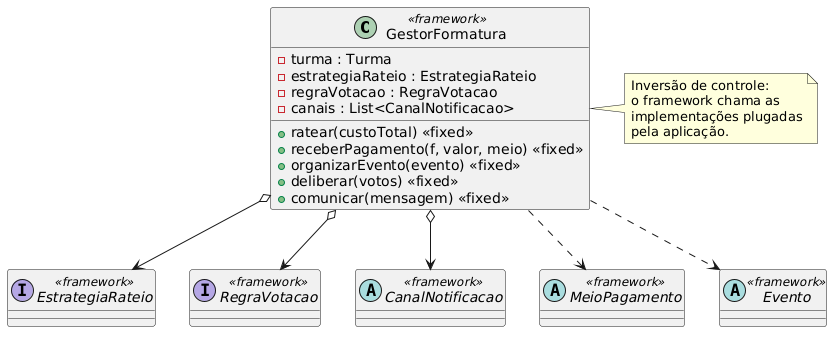 «framework»
C GestorFormatura
turma : Turma
estrategiaRateio : EstrategiaRateio
regraVotacao : RegraVotacao
canais : List<CanalNotificacao>
ratear(custoTotal) «fixed»
receberPagamento(f, valor, meio) «fixed»
organizarEvento(evento) «fixed»
deliberar(votos) «fixed»
comunicar(mensagem) «fixed»
Inversão de controle:
o framework chama as
implementações plugadas
pela aplicação.
«framework»
I EstrategiaRateio
«framework»
I RegraVotacao
«framework»
A CanalNotificacao
«framework»
A MeioPagamento
«framework»
A Evento